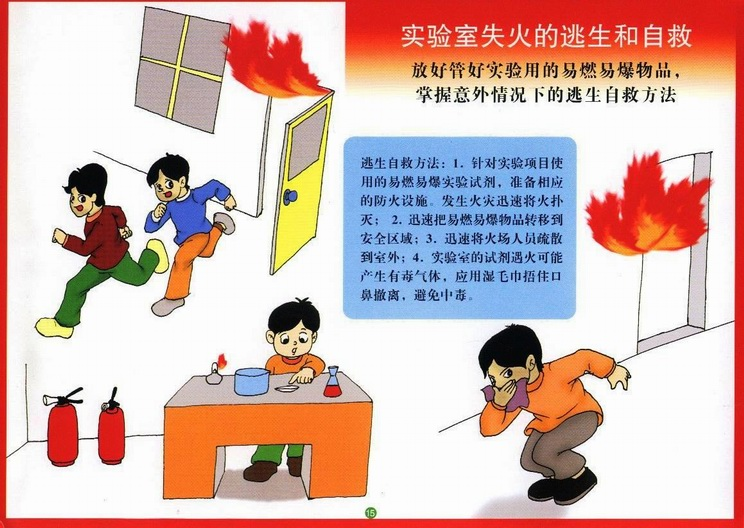 实验室失火的逃生和自救
放好管好实验用的易燃易爆物品，
掌握意外情况下的逃生自救方法
逃生自救方法：1．针对实验项目使
用的易燃易爆实验试剂，准备相应
的防火设施。发生火灾迅速将火扑
灭； 2．迅速把易燃易爆物品转移到
安全区域；3．迅速将火场人员疏散
到室外；4．实验室的试剂遇火可能
产生有毒气体，应用湿毛巾捂住口
鼻撤离，避免中毒。
15